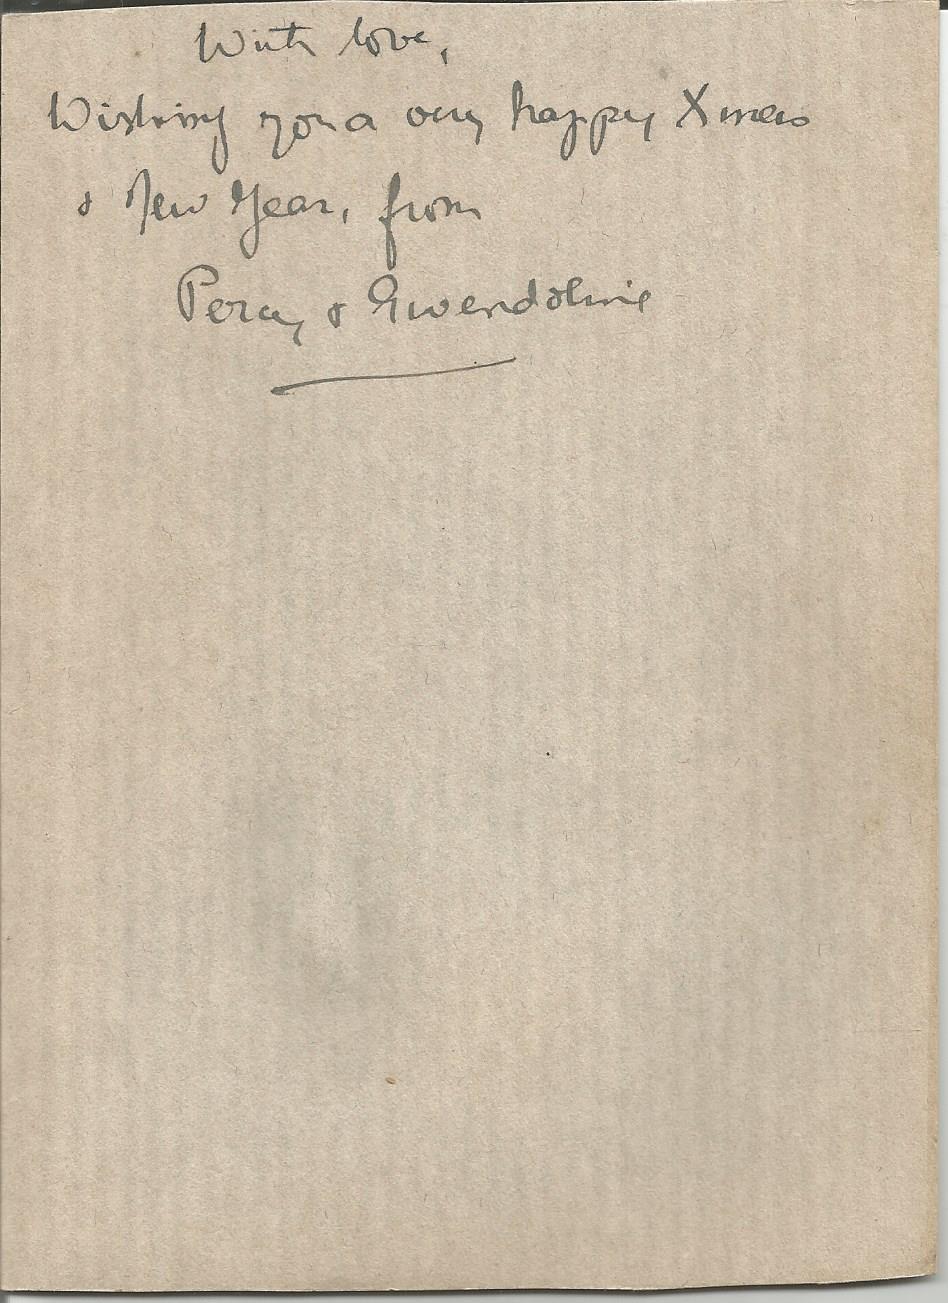 With love,
Wishing you a very happy Xmas
& New Year, from
Percy & Gwendoline